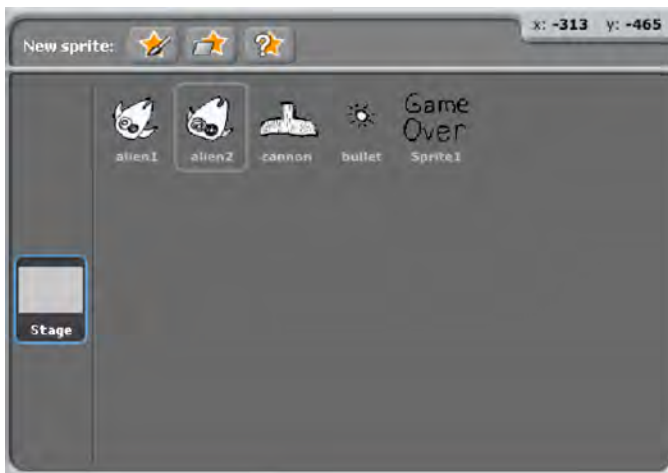 x: -313 y: -465
New sprite:
Game
Over
alien1 alien2 cannon bullet Sprite1
Stage